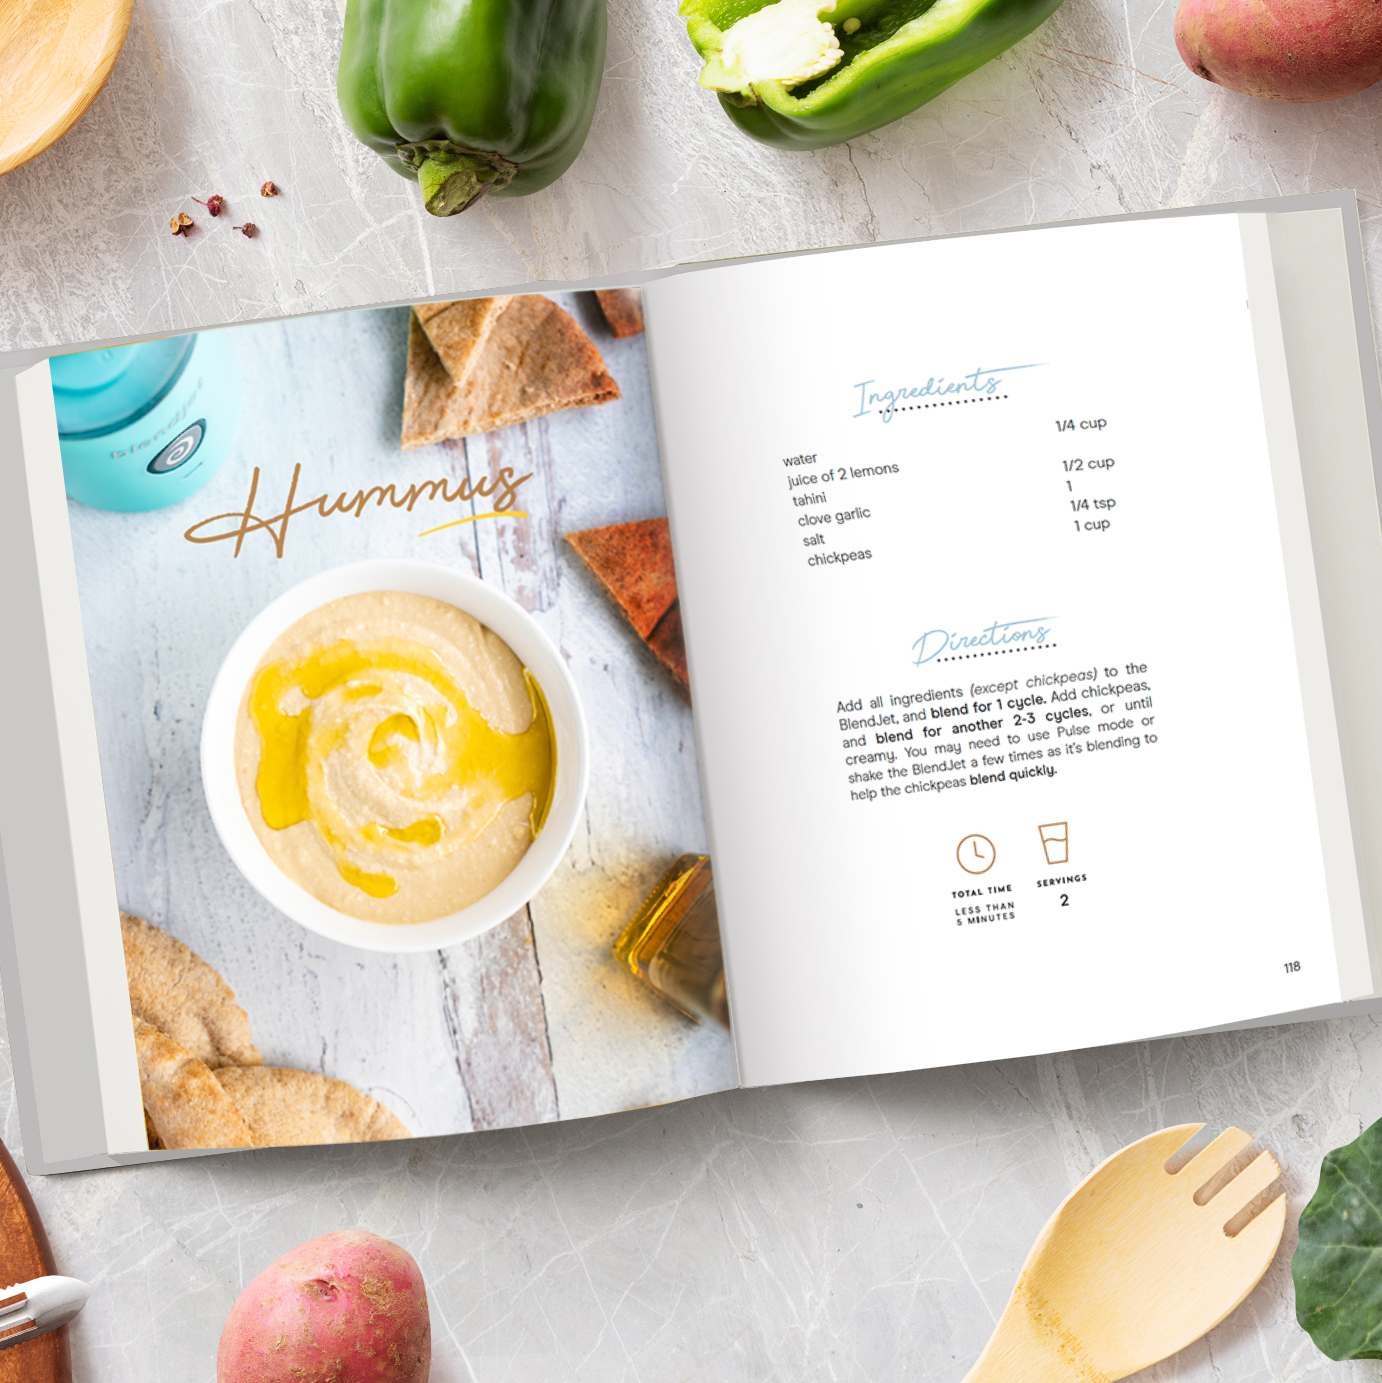 blendjet
Hummus
Ingredients
water 1/4 cup
juice of 2 lemons
tahini 1/2 cup
clove garlic 1
salt 1/4 tsp
chickpeas 1 cup
Directions
Add all ingredients (except chickpeas) to the
BlendJet, and blend for 1 cycle. Add chickpeas,
and blend for another 2-3 cycles, or until
creamy. You may need to use Pulse mode or
shake the BlendJet a few times as it's blending to
help the chickpeas blend quickly.
TOTAL TIME
LESS THAN
5 MINUTES
SERVINGS
2
118